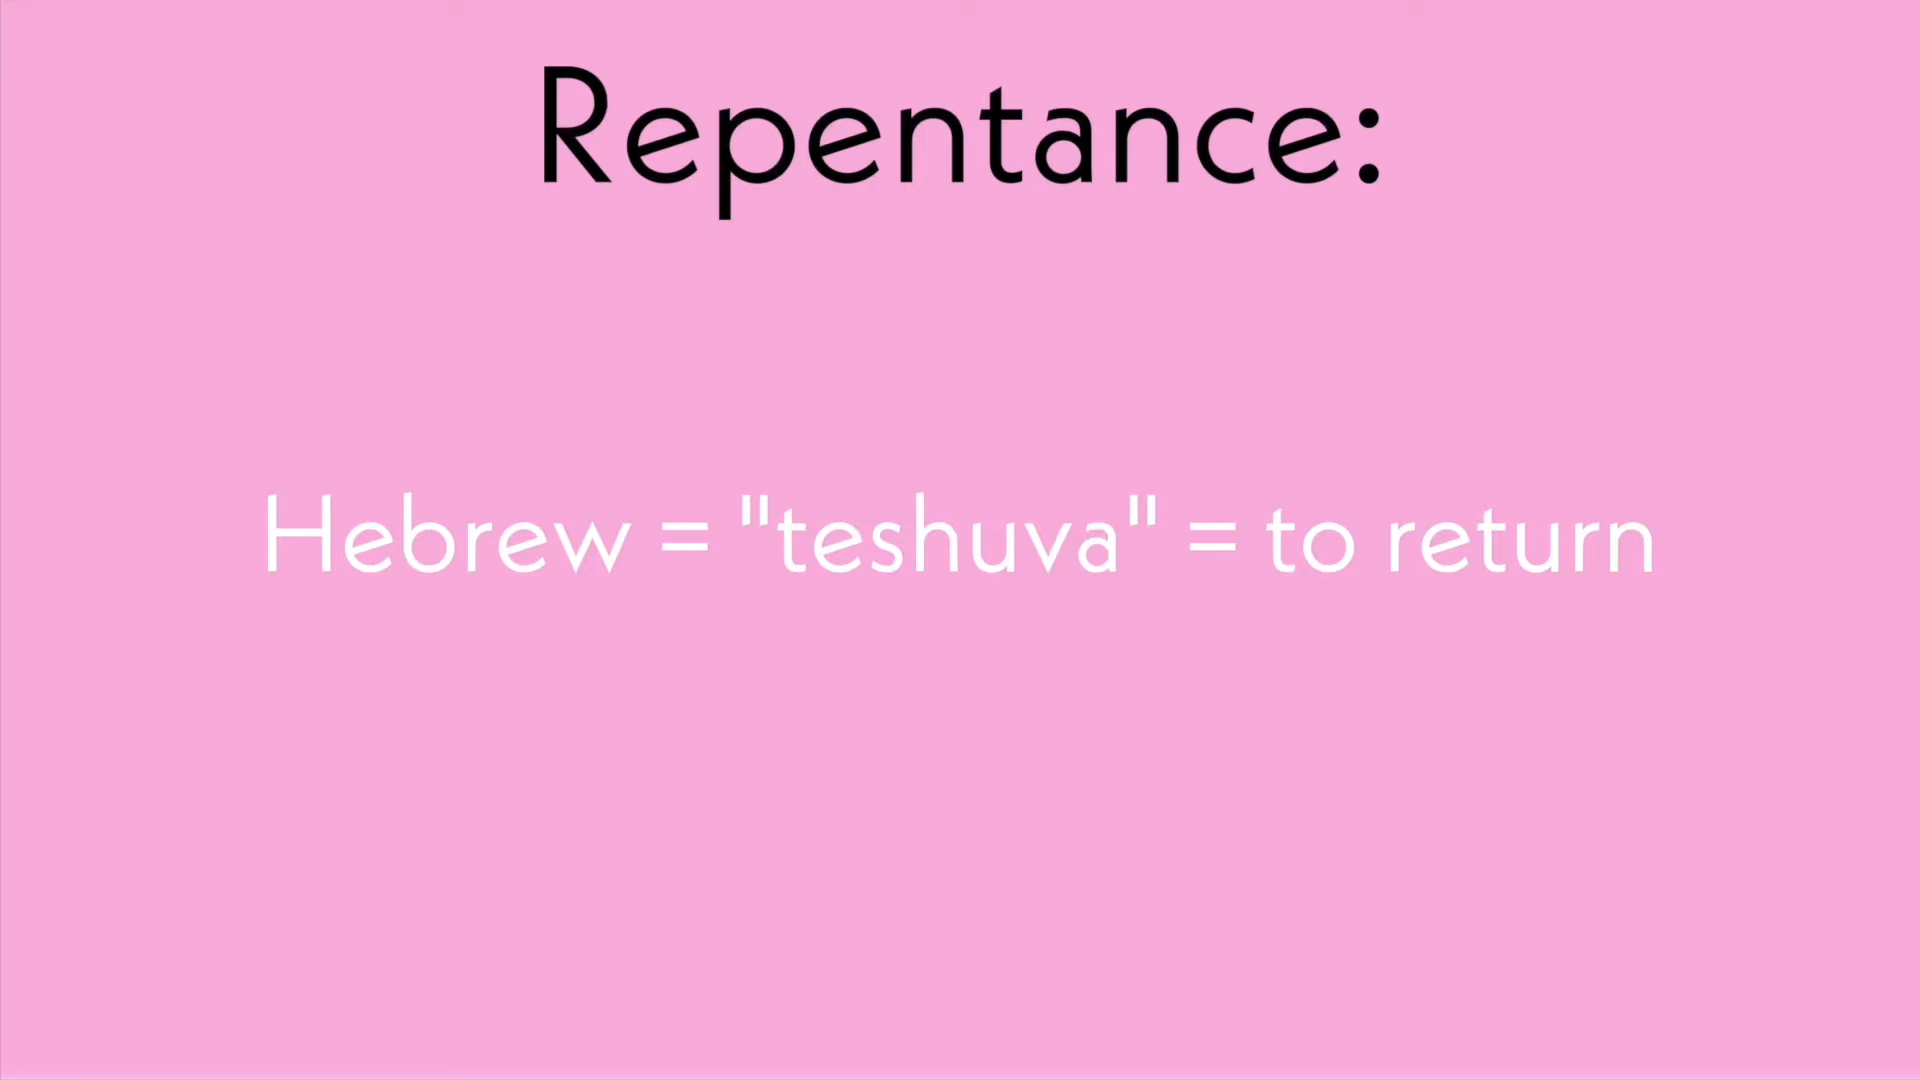 Repentance:
Hebrew = "teshuva" = to return